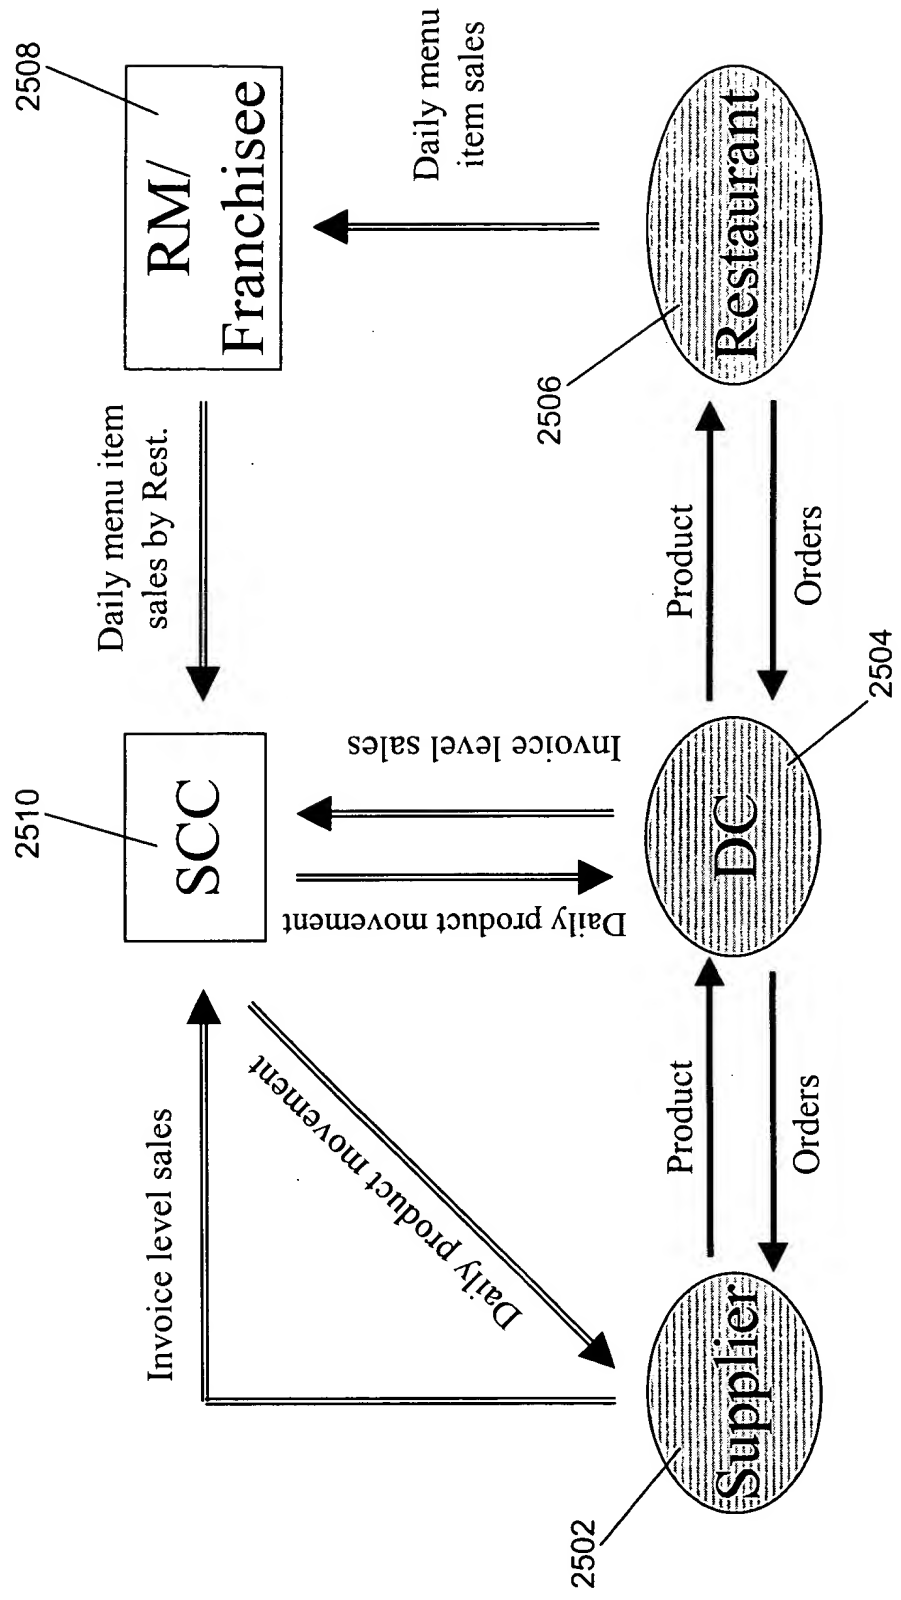 2510
2508
SCC
RM/
Franchisee
Daily menu item
sales by Rest.
Invoice level sales
Daily product movement
Daily product movement
Invoice level sales
Daily menu
item sales
2506
2502
Supplier
Product
Orders
DC
2504
Product
Orders
Restaurant